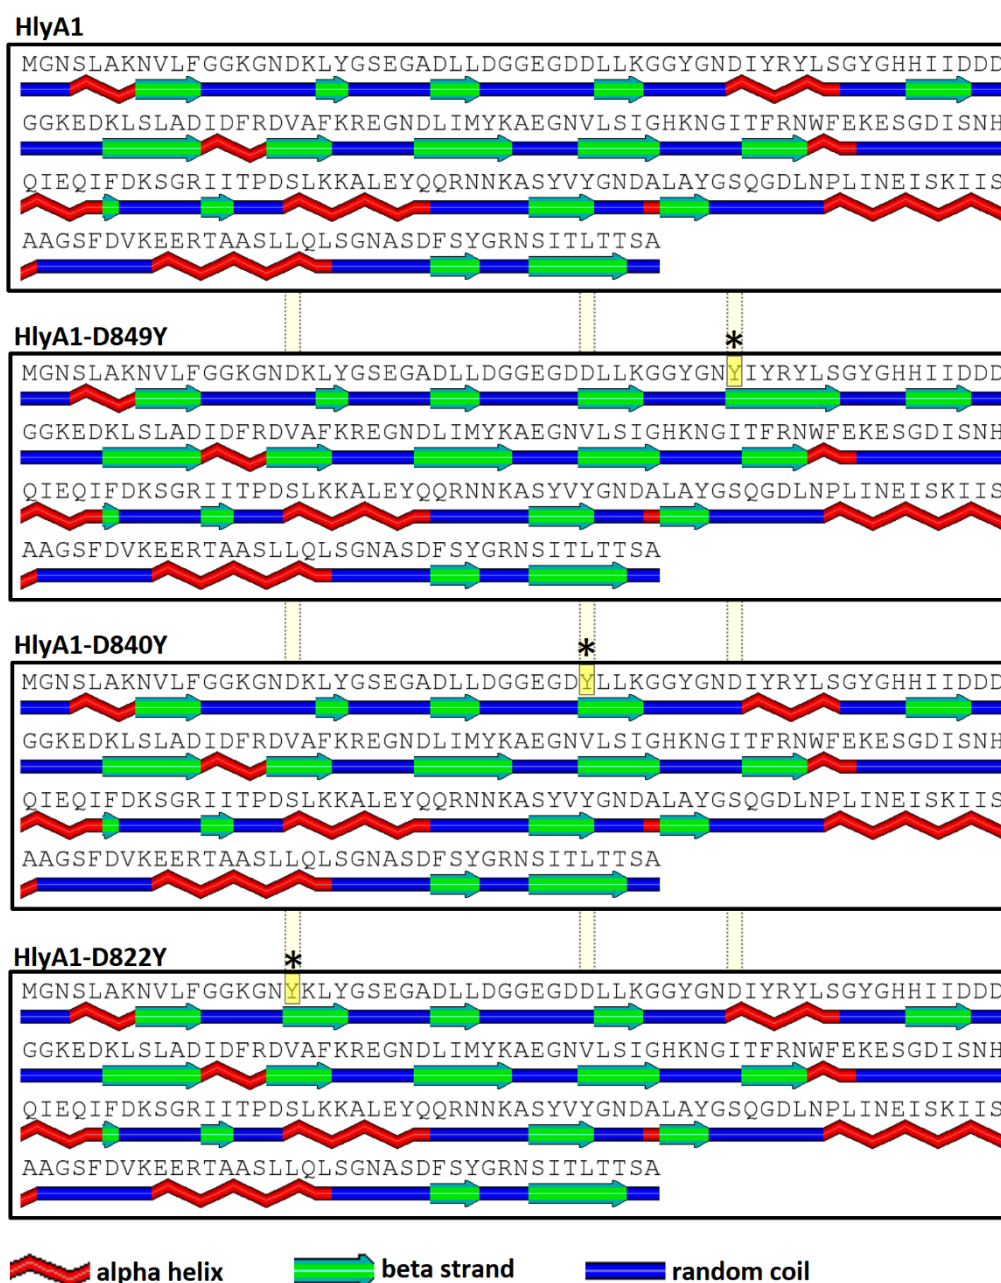 HlyA1
MGNSLAKNVLFGGKGNDKLYGSEGADLLDGGEGDDLLKGGYGNDIYRYLSGYGHHIIDDD
GGKEDKLSLADIDFRDVAFKREGNDLIMYKAEGNVLSIGHKNGITFRNWFEKESGDISNH
QIEQIFDKSGRIITPDSLKKALEYQQRNNKASYVYGNDALAYGSQGDLNPLINEISKIIS
AAGSFDVKEERTAASLLQLSGNASDFSYGRNSITLTTSA
HlyA1-D849Y
*
MGNSLAKNVLFGGKGNDKLYGSEGADLLDGGEGDDLLKGGYGNYIYRYLSGYGHHIIDDD
GGKEDKLSLADIDFRDVAFKREGNDLIMYKAEGNVLSIGHKNGITFRNWFEKESGDISNH
QIEQIFDKSGRIITPDSLKKALEYQQRNNKASYVYGNDALAYGSQGDLNPLINEISKIIS
AAGSFDVKEERTAASLLQLSGNASDFSYGRNSITLTTSA
HlyA1-D840Y
*
MGNSLAKNVLFGGKGNDKLYGSEGADLLDGGEGDYLLKGGYGNDIYRYLSGYGHHIIDDD
GGKEDKLSLADIDFRDVAFKREGNDLIMYKAEGNVLSIGHKNGITFRNWFEKESGDISNH
QIEQIFDKSGRIITPDSLKKALEYQQRNNKASYVYGNDALAYGSQGDLNPLINEISKIIS
AAGSFDVKEERTAASLLQLSGNASDFSYGRNSITLTTSA
HlyA1-D822Y
*
MGNSLAKNVLFGGKGNYKLYGSEGADLLDGGEGDDLLKGGYGNDIYRYLSGYGHHIIDDD
GGKEDKLSLADIDFRDVAFKREGNDLIMYKAEGNVLSIGHKNGITFRNWFEKESGDISNH
QIEQIFDKSGRIITPDSLKKALEYQQRNNKASYVYGNDALAYGSQGDLNPLINEISKIIS
AAGSFDVKEERTAASLLQLSGNASDFSYGRNSITLTTSA
alpha helix beta strand random coil